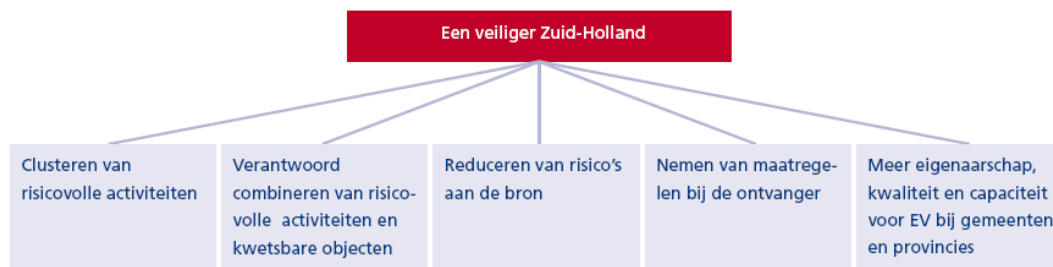 Een veiliger Zuid-Holland
Clusteren van
risicovolle activiteiten
Verantwoord
combineren van risico-
volle activiteiten en
kwetsbare objecten
Reduceren van risico's
aan de bron
Nemen van maatrege-
len bij de ontvanger
Meer eigenaarschap,
kwaliteit en capaciteit
voor EV bij gemeenten
en provincies